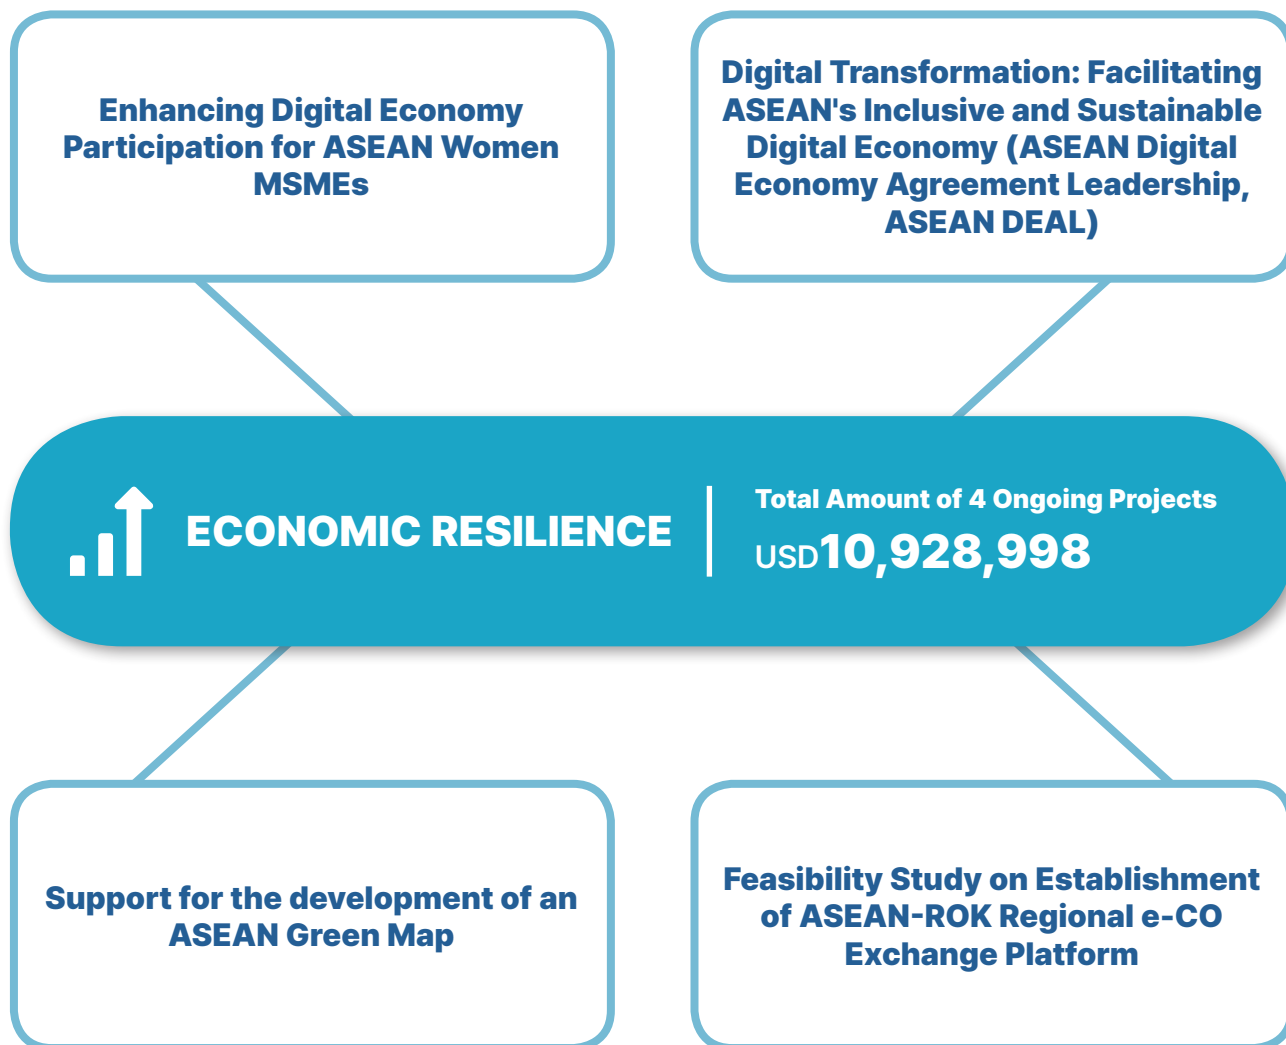 Enhancing Digital Economy
Participation for ASEAN Women
MSMEs
Digital Transformation: Facilitating
ASEAN's Inclusive and Sustainable
Digital Economy (ASEAN Digital
Economy Agreement Leadership,
ASEAN DEAL)
ECONOMIC RESILIENCE
Total Amount of 4 Ongoing Projects
USD10,928,998
Support for the development of an
ASEAN Green Map
Feasibility Study on Establishment
of ASEAN-ROK Regional e-CO
Exchange Platform